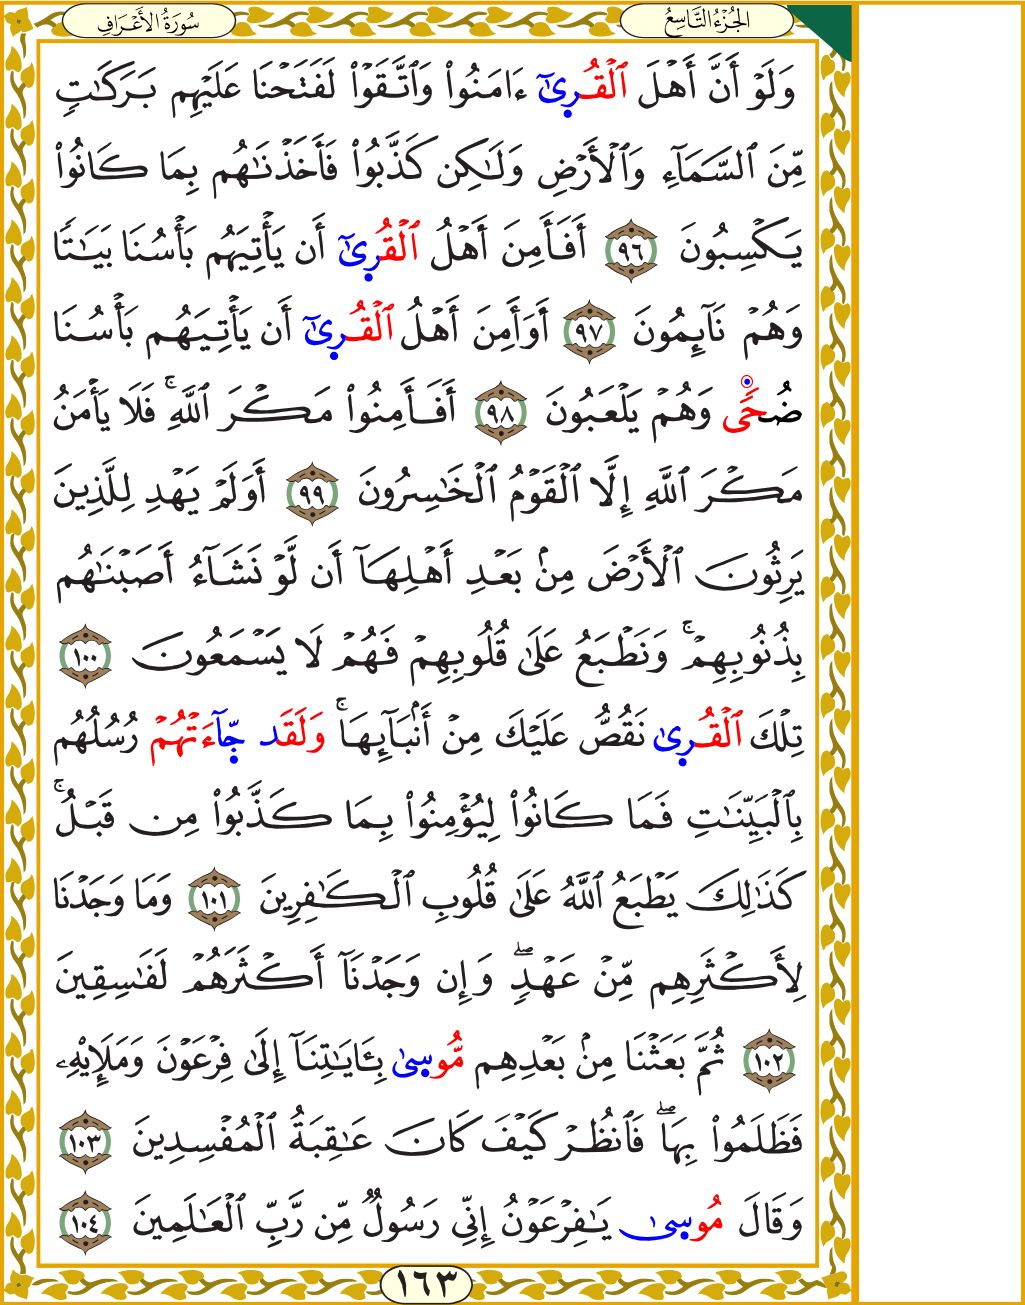 الجُزْءُ التَّاسِعُ
سُورَةُ الأَعْرَافِ
وَلَوْ أَنَّ أَهْلَ ٱلْقُرِىٰٓ ءَامَنُوا۟ وَٱتَّقَوْا۟ لَفَتَحْنَا عَلَيْهِم بَرَكَٰتٍ
مِّنَ ٱلسَّمَآءِ وَٱلْأَرْضِ وَلَٰكِن كَذَّبُوا۟ فَأَخَذْنَٰهُم بِمَا كَانُوا۟
يَكْسِبُونَ ٩٦ أَفَأَمِنَ أَهْلُ ٱلْقُرِىٰٓ أَن يَأْتِيَهُم بَأْسُنَا بَيَٰتًا
وَهُمْ نَآئِمُونَ ٩٧ أَوَأَمِنَ أَهْلُ ٱلْقُرِىٰٓ أَن يَأْتِيَهُم بَأْسُنَا
ضُحًى وَهُمْ يَلْعَبُونَ ٩٨ أَفَأَمِنُوا۟ مَكْرَ ٱللَّهِ ۚ فَلَا يَأْمَنُ
مَكْرَ ٱللَّهِ إِلَّا ٱلْقَوْمُ ٱلْخَٰسِرُونَ ٩٩ أَوَلَمْ يَهْدِ لِلَّذِينَ
يَرِثُونَ ٱلْأَرْضَ مِنۢ بَعْدِ أَهْلِهَآ أَن لَّوْ نَشَآءُ أَصَبْنَٰهُم
بِذُنُوبِهِمْ ۚ وَنَطْبَعُ عَلَىٰ قُلُوبِهِمْ فَهُمْ لَا يَسْمَعُونَ ١٠٠
تِلْكَ ٱلْقُرِىٰ نَقُصُّ عَلَيْكَ مِنْ أَنۢبَآئِهَا ۚ وَلَقَد جَّآءَتْهُمْ رُسُلُهُم
بِٱلْبَيِّنَٰتِ فَمَا كَانُوا۟ لِيُؤْمِنُوا۟ بِمَا كَذَّبُوا۟ مِن قَبْلُ ۚ
كَذَٰلِكَ يَطْبَعُ ٱللَّهُ عَلَىٰ قُلُوبِ ٱلْكَٰفِرِينَ ١٠١ وَمَا وَجَدْنَا
لِأَكْثَرِهِم مِّنْ عَهْدٍ ۖ وَإِن وَجَدْنَآ أَكْثَرَهُمْ لَفَٰسِقِينَ
١٠٢ ثُمَّ بَعَثْنَا مِنۢ بَعْدِهِم مُّوسِىٰ بِـَٔايَٰتِنَآ إِلَىٰ فِرْعَوْنَ وَمَلَإِي۟هِۦ
فَظَلَمُوا۟ بِهَا ۖ فَٱنظُرْ كَيْفَ كَانَ عَٰقِبَةُ ٱلْمُفْسِدِينَ ١٠٣
وَقَالَ مُوسِىٰ يَٰفِرْعَوْنُ إِنِّى رَسُولٌ مِّن رَّبِّ ٱلْعَٰلَمِينَ ١٠٤
١٦٣